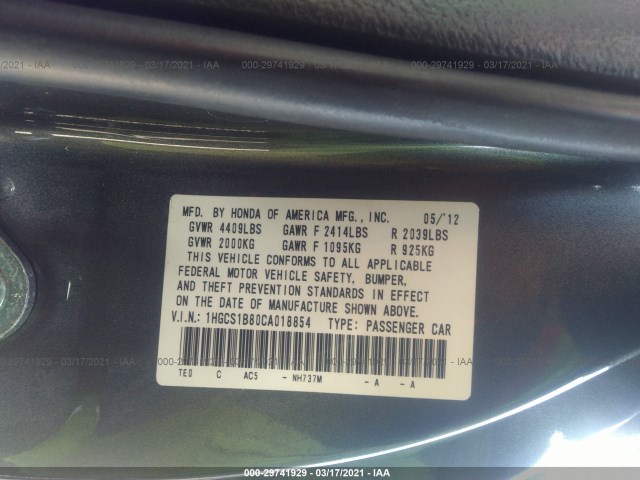 /2021 - IAA 000-29741929 - 03/17/2021 - IAA 000-29741929 - 03/17/
MFD. BY HONDA OF AMERICA MFG., INC. 05/'12
GVWR 4409LBS GAWR F 2414LBS R 2039LBS
GVWR 2000KG GAWR F 1095KG R 925KG
THIS VEHICLE CONFORMS TO ALL APPLICABLE
FEDERAL MOTOR VEHICLE SAFETY, BUMPER,
AND THEFT PREVENTION STANDARDS IN EFFECT
ON THE DATE OF MANUFACTURE SHOWN ABOVE.
V.I.N.: 1HGCS1B80CA018854 TYPE: PASSENGER CAR
TE0 C AC5 - NH737M - A - A
000-29741929 - 03/17/2021 - IAA